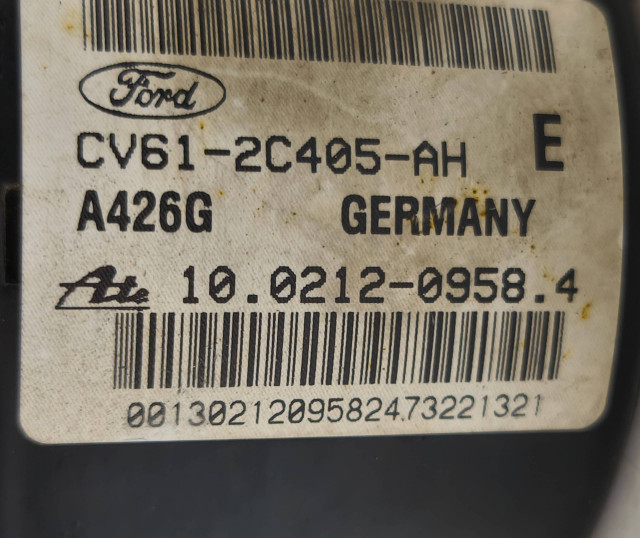 Ford
CV61-2C405-AH E
A426G GERMANY
Ate 10.0212-0958.4
0013021209582473221321